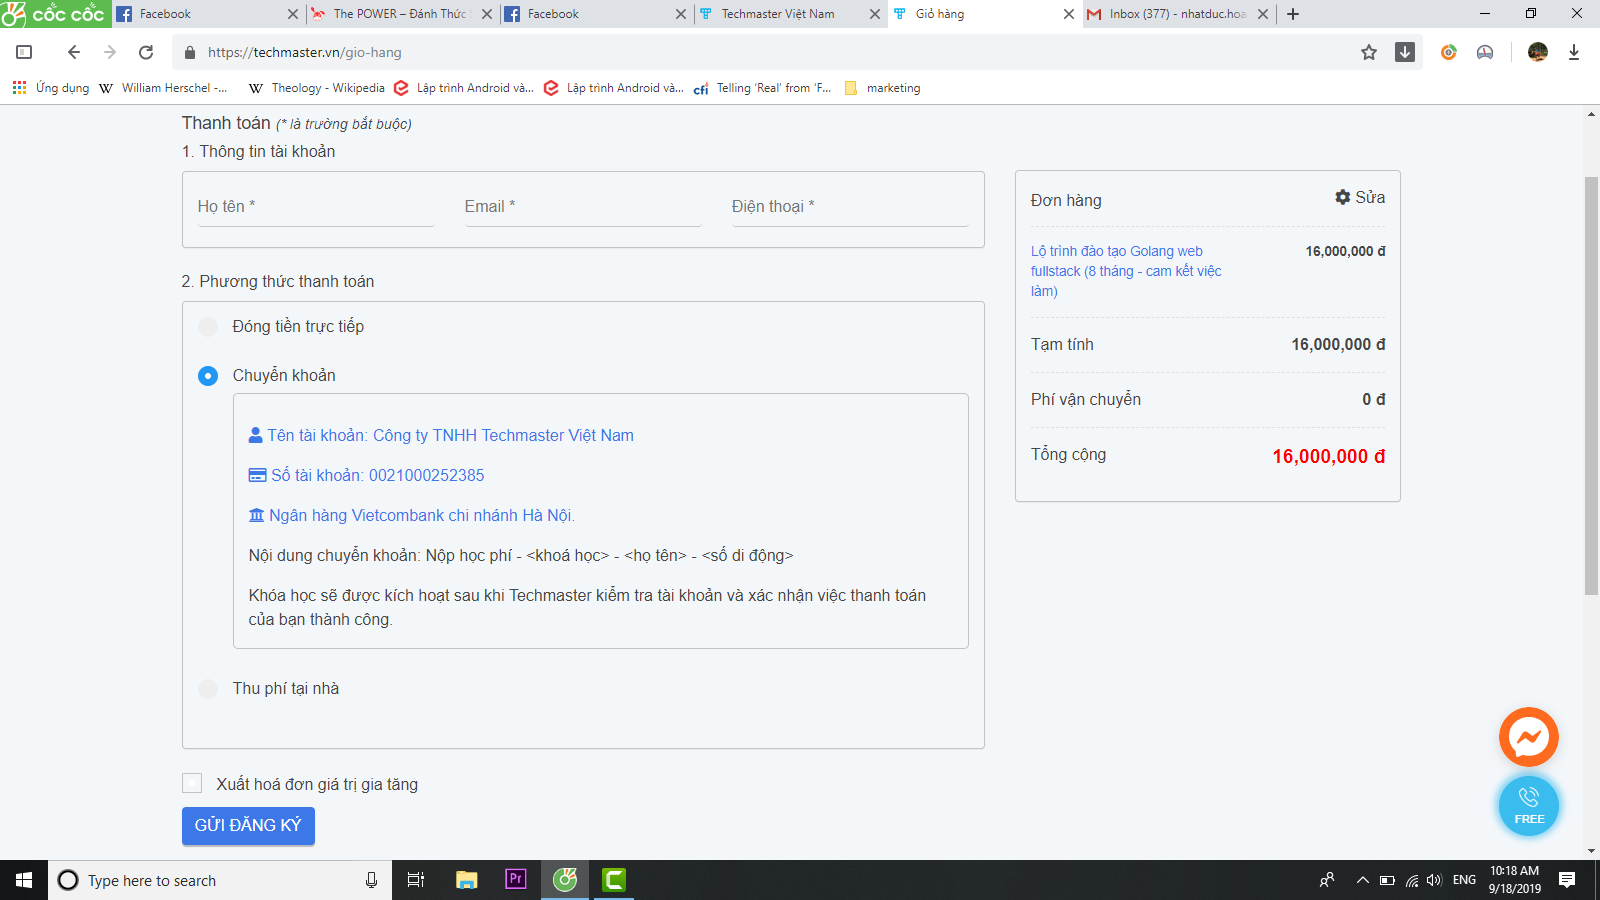 cốc cốc
Facebook
The POWER – Đánh Thức
Facebook
Techmaster Việt Nam
Giỏ hàng
Inbox (377) - nhatduc.hoa
https://techmaster.vn/gio-hang
Ứng dụng
W William Herschel -...
W Theology - Wikipedia
Lập trình Android và...
Lập trình Android và...
cfi Telling ‘Real’ from ‘F...
marketing
Thanh toán (* là trường bắt buộc)
1. Thông tin tài khoản
Họ tên *
Email *
Điện thoại *
2. Phương thức thanh toán
Đóng tiền trực tiếp
Chuyển khoản
Tên tài khoản: Công ty TNHH Techmaster Việt Nam
Số tài khoản: 0021000252385
Ngân hàng Vietcombank chi nhánh Hà Nội.
Nội dung chuyển khoản: Nộp học phí - <khoá học> - <họ tên> - <số di động>
Khóa học sẽ được kích hoạt sau khi Techmaster kiểm tra tài khoản và xác nhận việc thanh toán
của bạn thành công.
Thu phí tại nhà
Xuất hoá đơn giá trị gia tăng
GỬI ĐĂNG KÝ
Đơn hàng
Sửa
Lộ trình đào tạo Golang web 16,000,000 đ
fullstack (8 tháng - cam kết việc
làm)
Tạm tính 16,000,000 đ
Phí vận chuyển 0 đ
Tổng cộng 16,000,000 đ
FREE
Type here to search
Pr
ENG
10:18 AM
9/18/2019